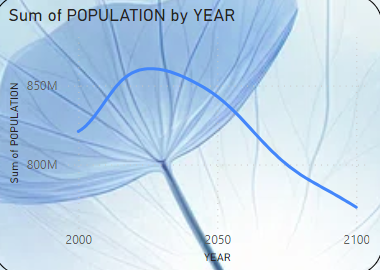 Sum of POPULATION by YEAR
850M
Sum of POPULATION
800M
2000 2050 2100
YEAR